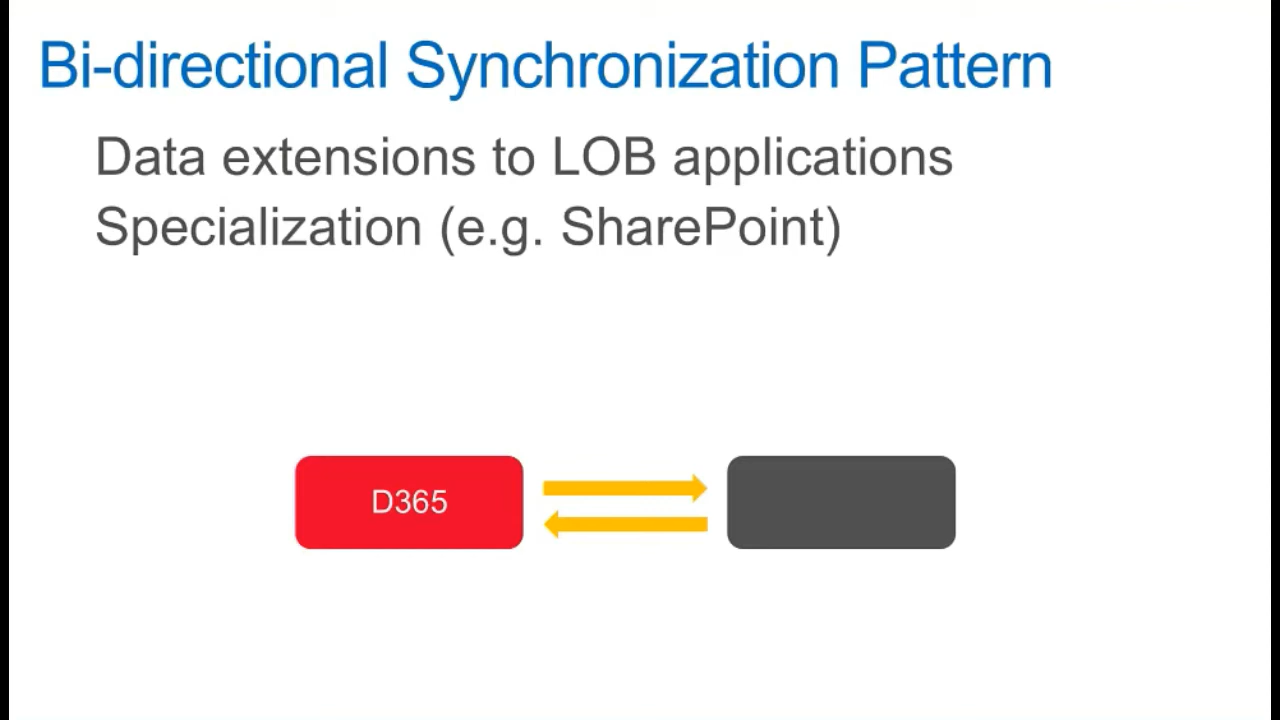 Bi-directional Synchronization Pattern
Data extensions to LOB applications
Specialization (e.g. SharePoint)
D365